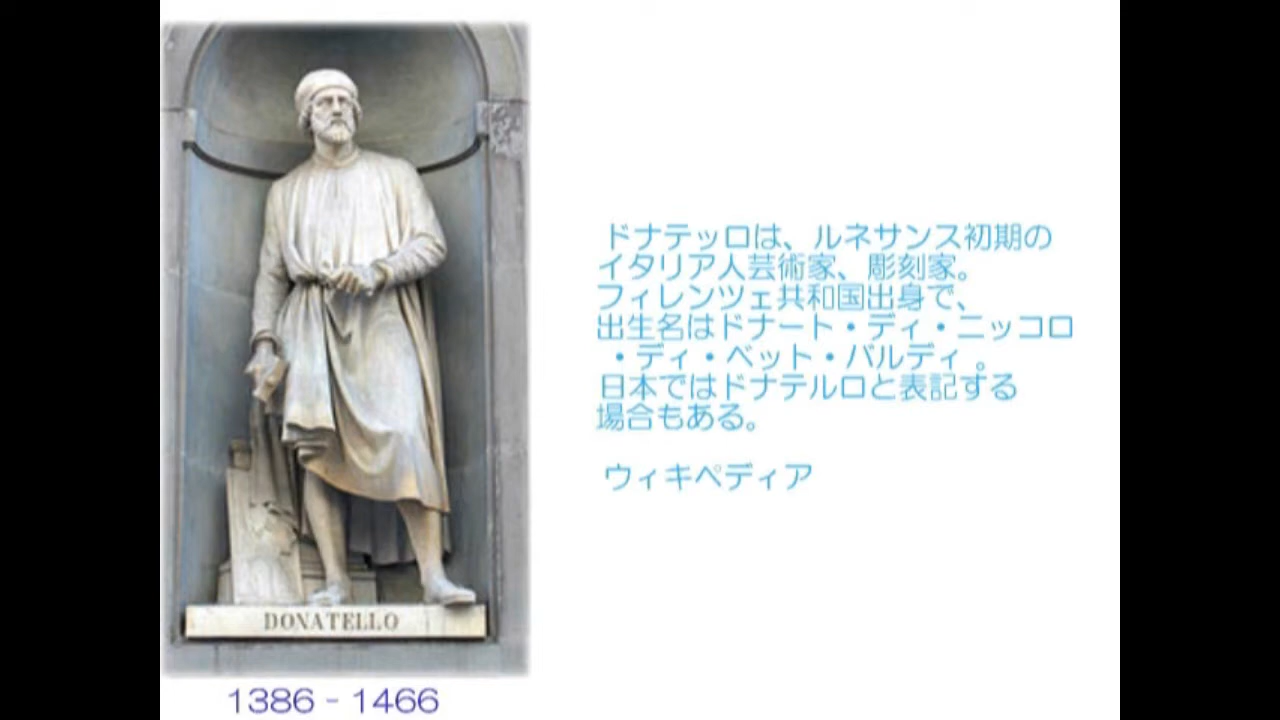 DONATELLO
1386 - 1466
ドナテッロは、ルネサンス初期の
イタリア人芸術家、彫刻家。
フィレンツェ共和国出身で、
出生名はドナート・ディ・ニッコロ
・ディ・ベット・バルディ 。
日本ではドナテルロと表記する
場合もある。
ウィキペディア